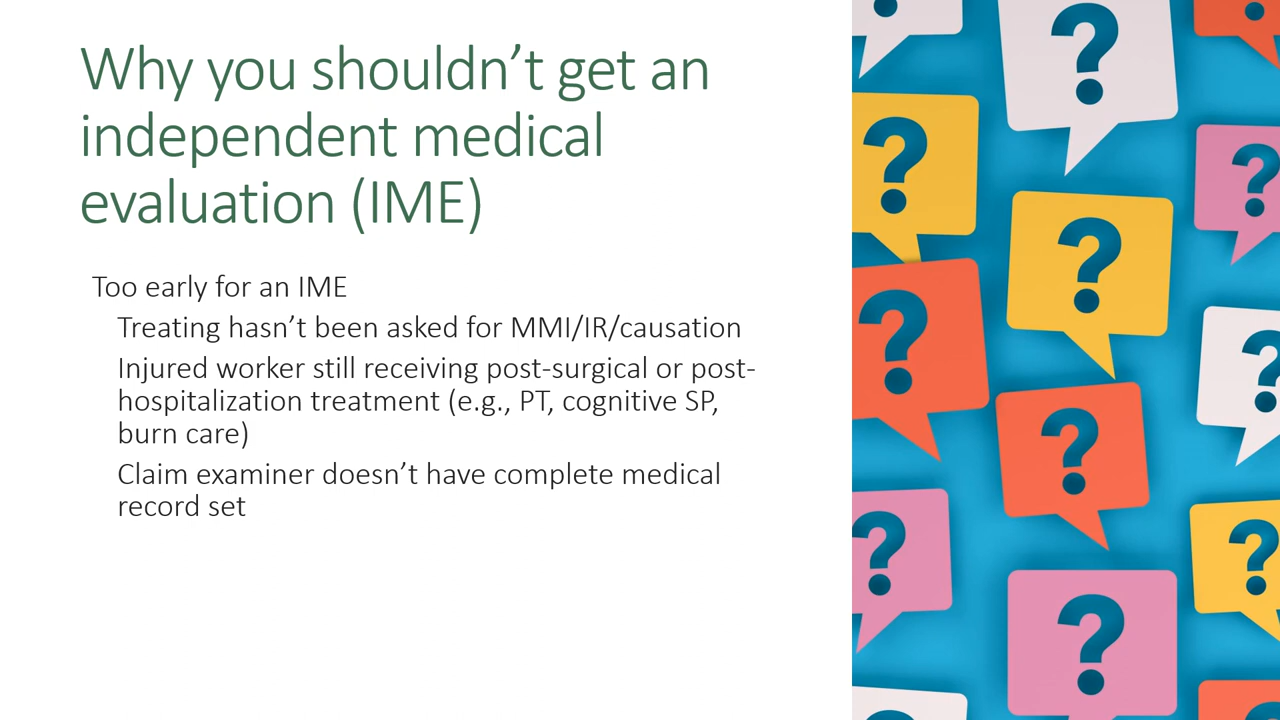 Why you shouldn’t get an
independent medical
evaluation (IME)
Too early for an IME
Treating hasn’t been asked for MMI/IR/causation
Injured worker still receiving post-surgical or post-
hospitalization treatment (e.g., PT, cognitive SP,
burn care)
Claim examiner doesn’t have complete medical
record set
?
?
?
?
?
?
?
?
?
?
?